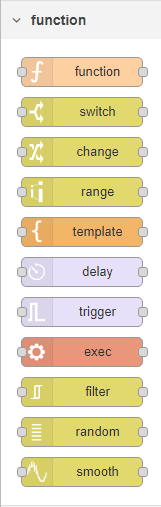 function
function
switch
change
range
template
delay
trigger
exec
filter
random
smooth